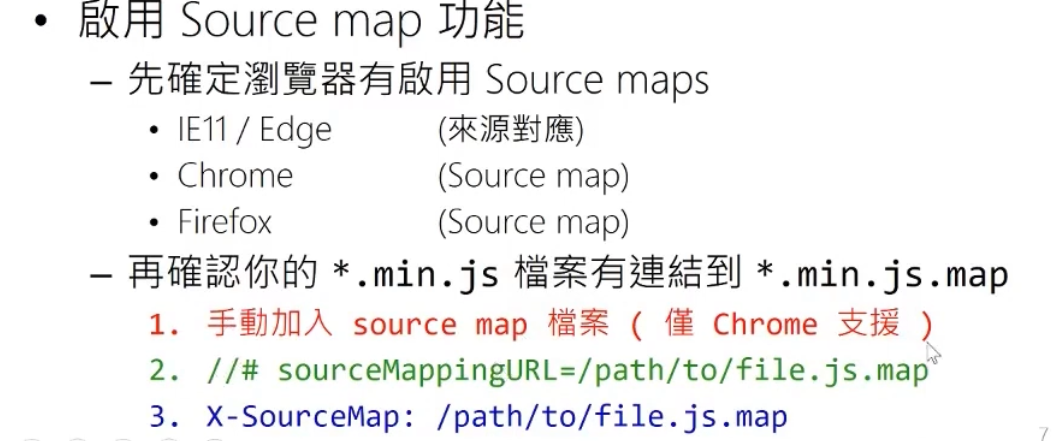 • 啟用 Source map 功能
– 先確定瀏覽器有啟用 Source maps
• IE11 / Edge (來源對應)
• Chrome (Source map)
• Firefox (Source map)
– 再確認你的 *.min.js 檔案有連結到 *.min.js.map
1. 手動加入 source map 檔案 ( 僅 Chrome 支援 )
2. //# sourceMappingURL=/path/to/file.js.map
3. X-SourceMap: /path/to/file.js.map
7